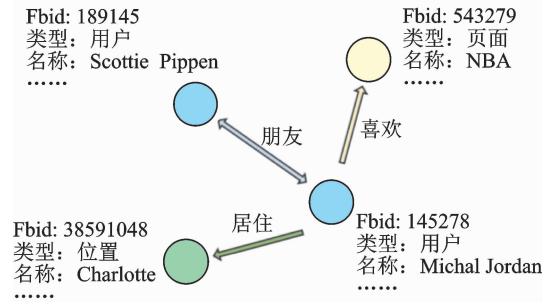 Fbid: 189145
类型：用户
名称：Scottie Pippen
……
Fbid: 543279
类型：页面
名称：NBA
……
朋友
喜欢
居住
Fbid: 38591048
类型：位置
名称：Charlotte
……
Fbid: 145278
类型：用户
名称：Michal Jordan
……